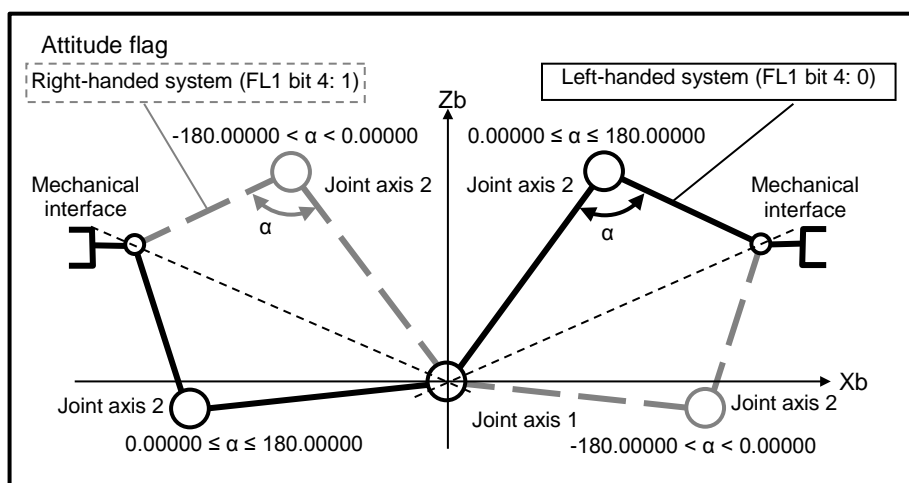 Attitude flag
Right-handed system (FL1 bit 4: 1)
Left-handed system (FL1 bit 4: 0)
Zb
-180.00000 < α < 0.00000
0.00000 ≤ α ≤ 180.00000
Mechanical
interface
Joint axis 2
Joint axis 2
Mechanical
interface
α
α
Xb
Joint axis 2
Joint axis 1
Joint axis 2
0.00000 ≤ α ≤ 180.00000
-180.00000 < α < 0.00000